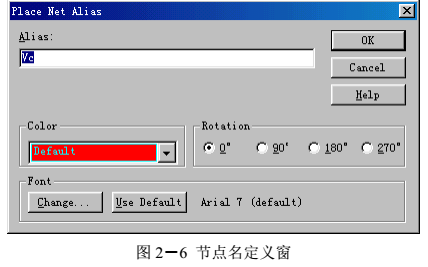 Place Net Alias
Alias:
Vc
OK
Cancel
Help
Color
Default
Rotation
0° 90° 180° 270°
Font
Change... Use Default Arial 7 (default)
图 2－6 节点名定义窗